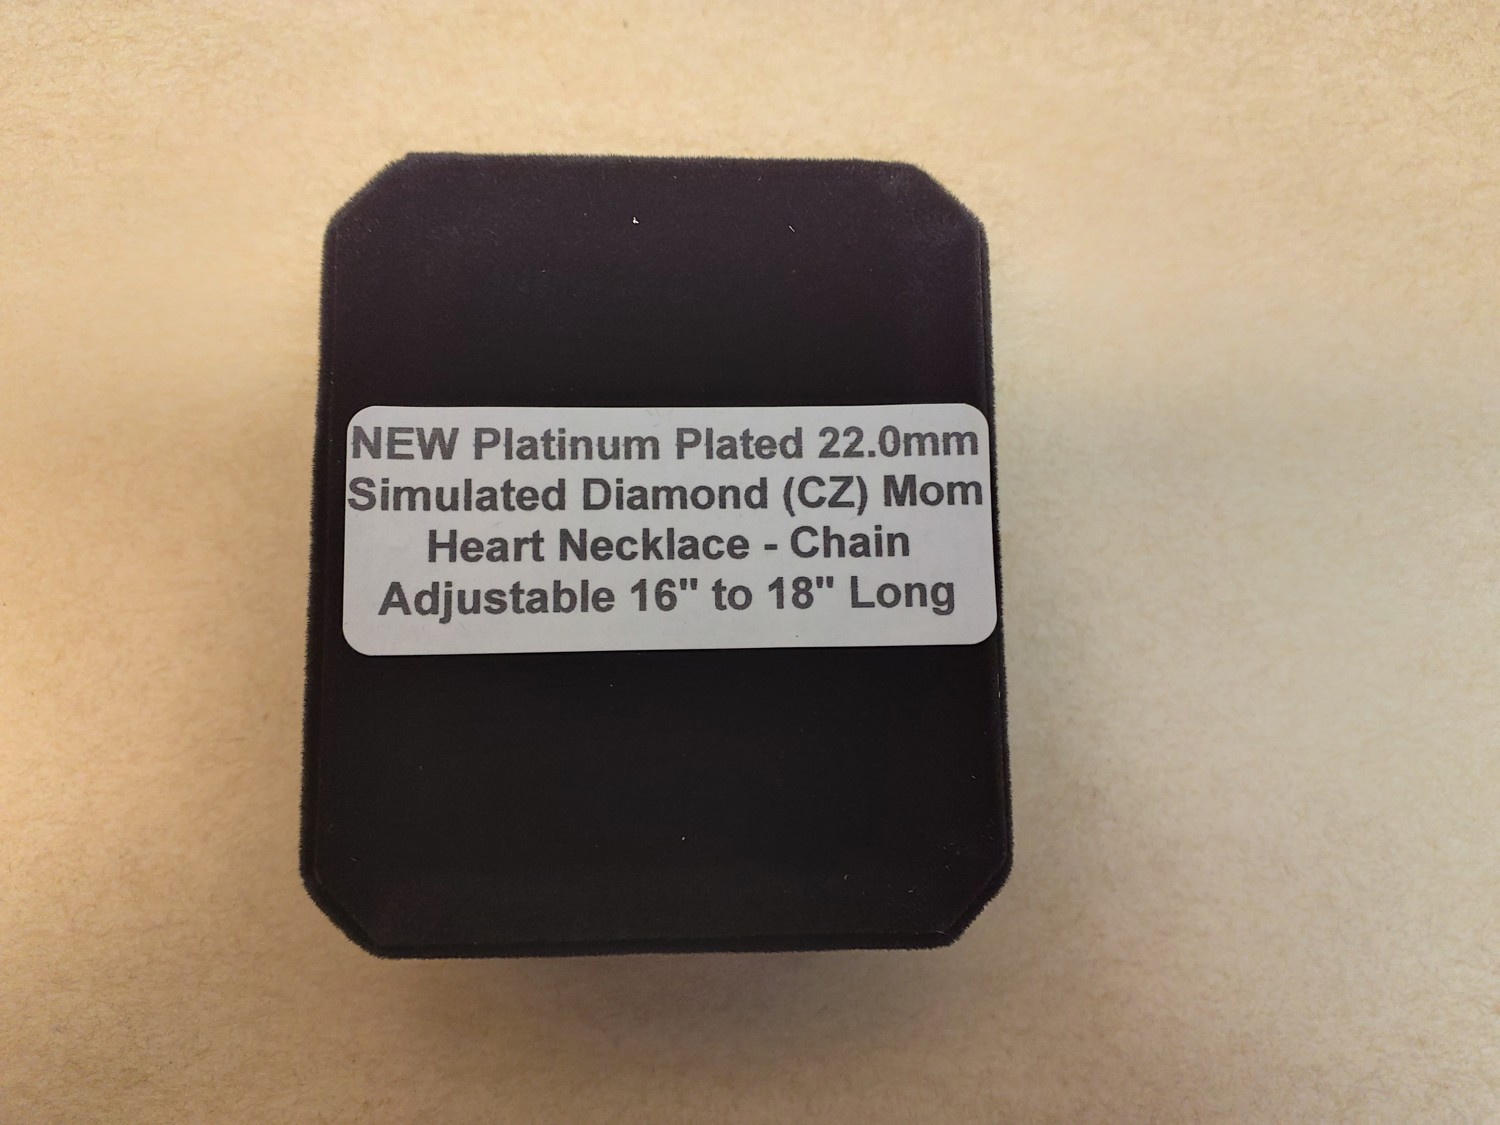 NEW Platinum Plated 22.0mm
Simulated Diamond (CZ) Mom
Heart Necklace - Chain
Adjustable 16" to 18" Long